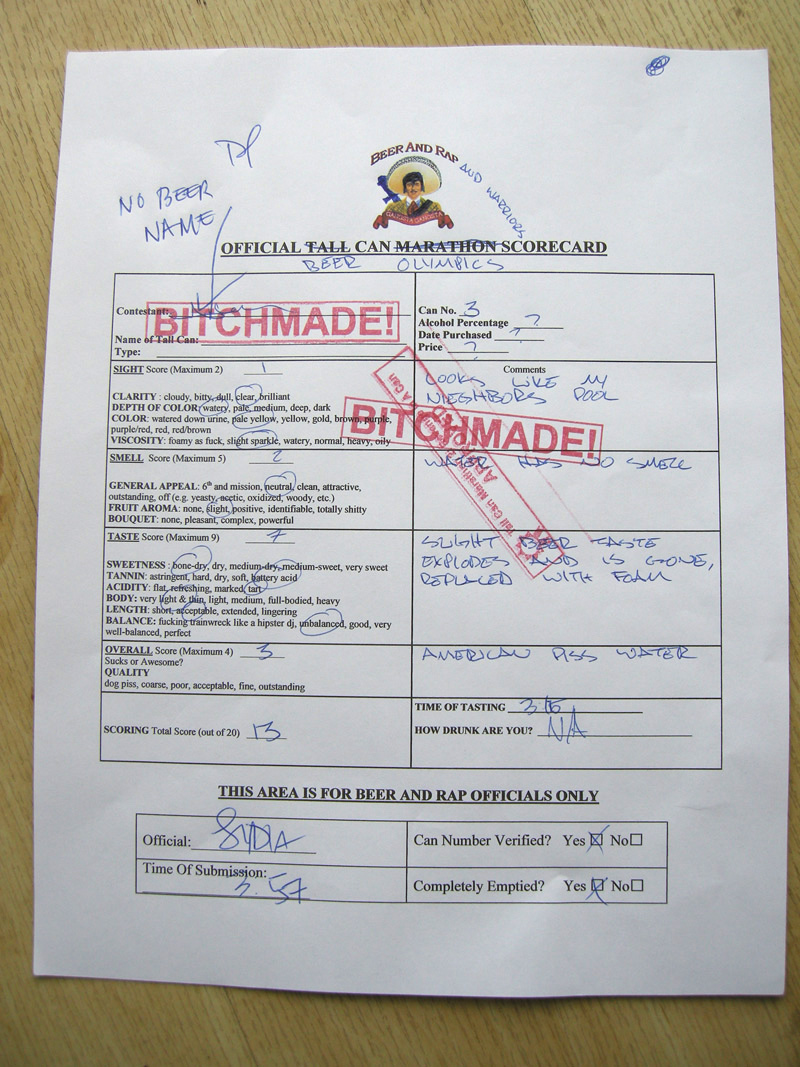 NO BEER
NAME
BEER AND RAP
AND WARRIORS
GALLAGA GANGSTA
OFFICIAL TALL CAN MARATHON SCORECARD
BEER OLYMPICS
Contestant:
BITCHMADE!
Name of Tall Can:
Type:
Can No. 3
Alcohol Percentage ?
Date Purchased ?
Price ?
SIGHT Score (Maximum 2) 1
CLARITY : cloudy, bitty, dull, clear, brilliant
DEPTH OF COLOR: watery, pale, medium, deep, dark
COLOR: watered down urine, pale yellow, yellow, gold, brown, purple,
purple/red, red, red/brown
VISCOSITY: foamy as fuck, slight sparkle, watery, normal, heavy, oily
Comments
LOOKS LIKE MY
NIEGHBORS POOL
BITCHMADE!
Tall Can Marathon
SMELL Score (Maximum 5) 2
GENERAL APPEAL: 6th and mission, neutral, clean, attractive,
outstanding, off (e.g. yeasty, acetic, oxidized, woody, etc.)
FRUIT AROMA: none, slight, positive, identifiable, totally shitty
BOUQUET: none, pleasant, complex, powerful
WATER HAS NO SMELL
TASTE Score (Maximum 9) 7
SWEETNESS: bone-dry, dry, medium-dry, medium-sweet, very sweet
TANNIN: astringent, hard, dry, soft, battery acid
ACIDITY: flat, refreshing, marked, tart
BODY: very light & thin, light, medium, full-bodied, heavy
LENGTH: short, acceptable, extended, lingering
BALANCE: fucking trainwreck like a hipster dj, unbalanced, good, very
well-balanced, perfect
SLIGHT BEER TASTE
EXPLODES AND IS GONE,
REPLACED WITH FOAM
OVERALL Score (Maximum 4) 3
Sucks or Awesome?
QUALITY
dog piss, coarse, poor, acceptable, fine, outstanding
AMERICAN PISS WATER
SCORING Total Score (out of 20) 13
TIME OF TASTING
HOW DRUNK ARE YOU? N/A
THIS AREA IS FOR BEER AND RAP OFFICIALS ONLY
Official: SYDIA
Time Of Submission:
3:57
Can Number Verified? Yes No
Completely Emptied? Yes No